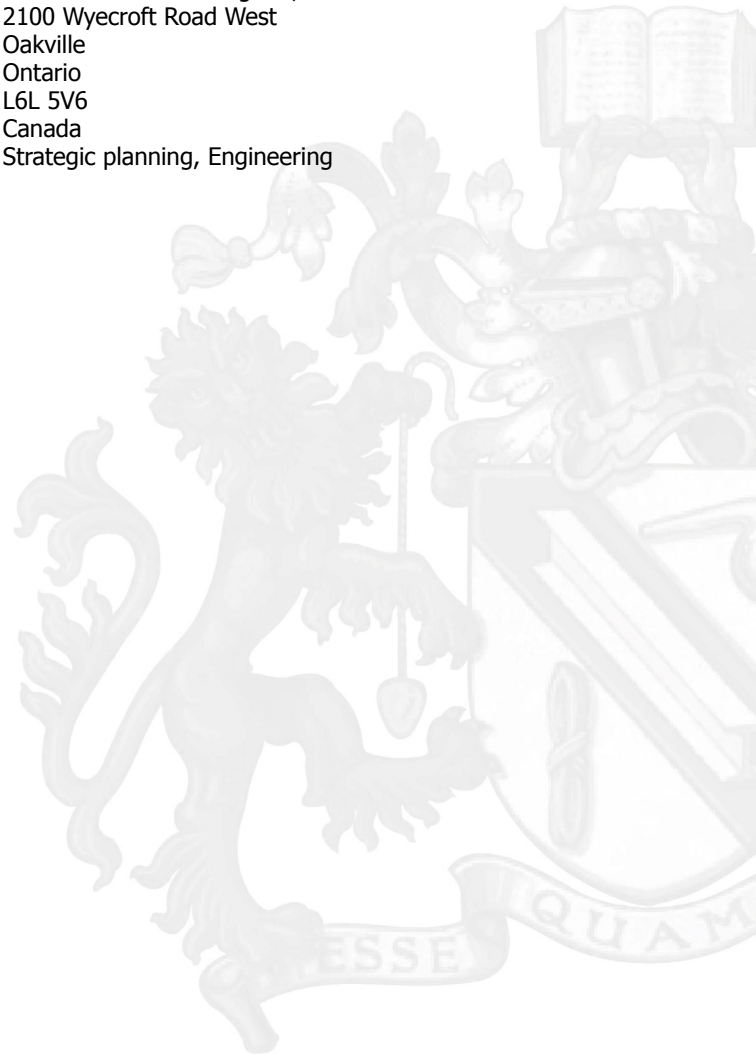 2100 Wyecroft Road West
Oakville
Ontario
L6L 5V6
Canada
Strategic planning, Engineering
ESSE
QUAM